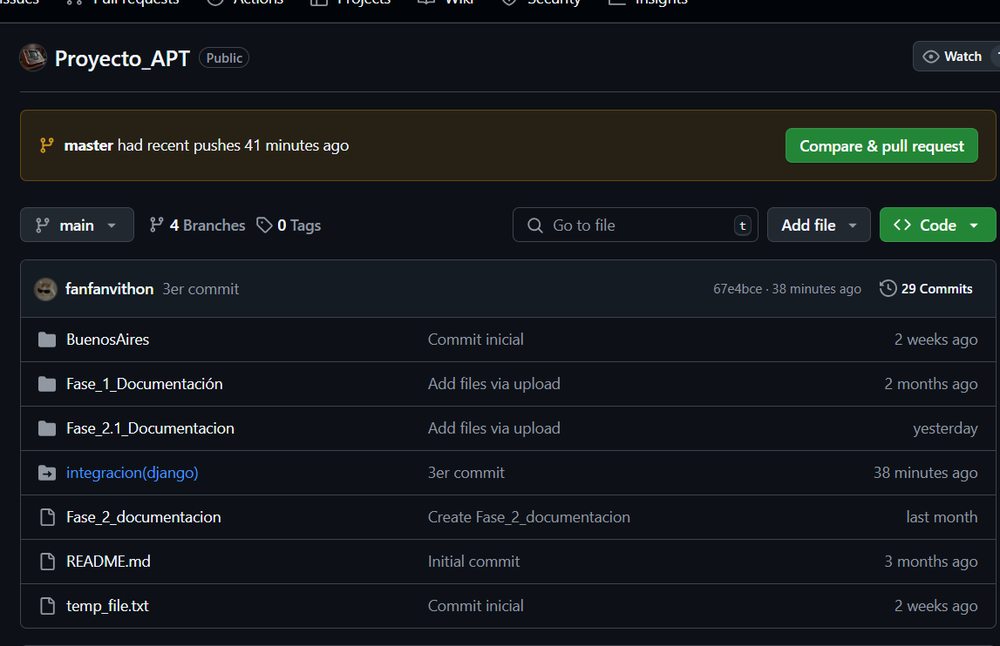 Issues Pull requests Actions Projects Wiki Security Insights
Proyecto_APT Public Watch
master had recent pushes 41 minutes ago Compare & pull request
main 4 Branches 0 Tags Go to file t Add file Code
fanfanvithon 3er commit 67e4bce · 38 minutes ago 29 Commits
BuenosAires Commit inicial 2 weeks ago
Fase_1_Documentación Add files via upload 2 months ago
Fase_2.1_Documentacion Add files via upload yesterday
integracion(django) 3er commit 38 minutes ago
Fase_2_documentacion Create Fase_2_documentacion last month
README.md Initial commit 3 months ago
temp_file.txt Commit inicial 2 weeks ago